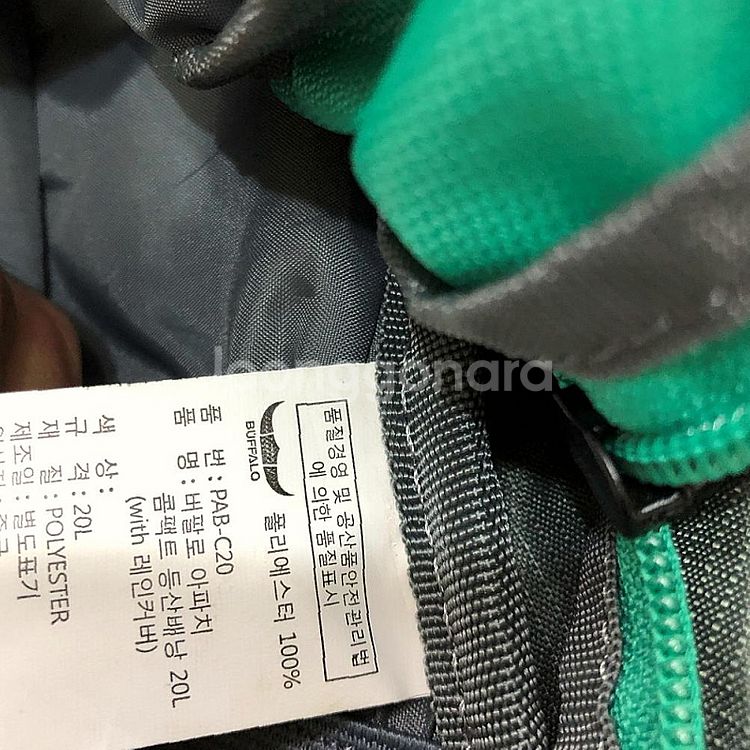 품질경영 및 공산품안전관리법
에 의한 품질표시
BUFFALO
폴리에스터 100%
품 번: PAB-C20
품 명: 버팔로 아파치
콤팩트 등산배낭 20L
(with 레인커버)
색 상:
규 격: 20L
재 질: POLYESTER
제조일: 별도표기